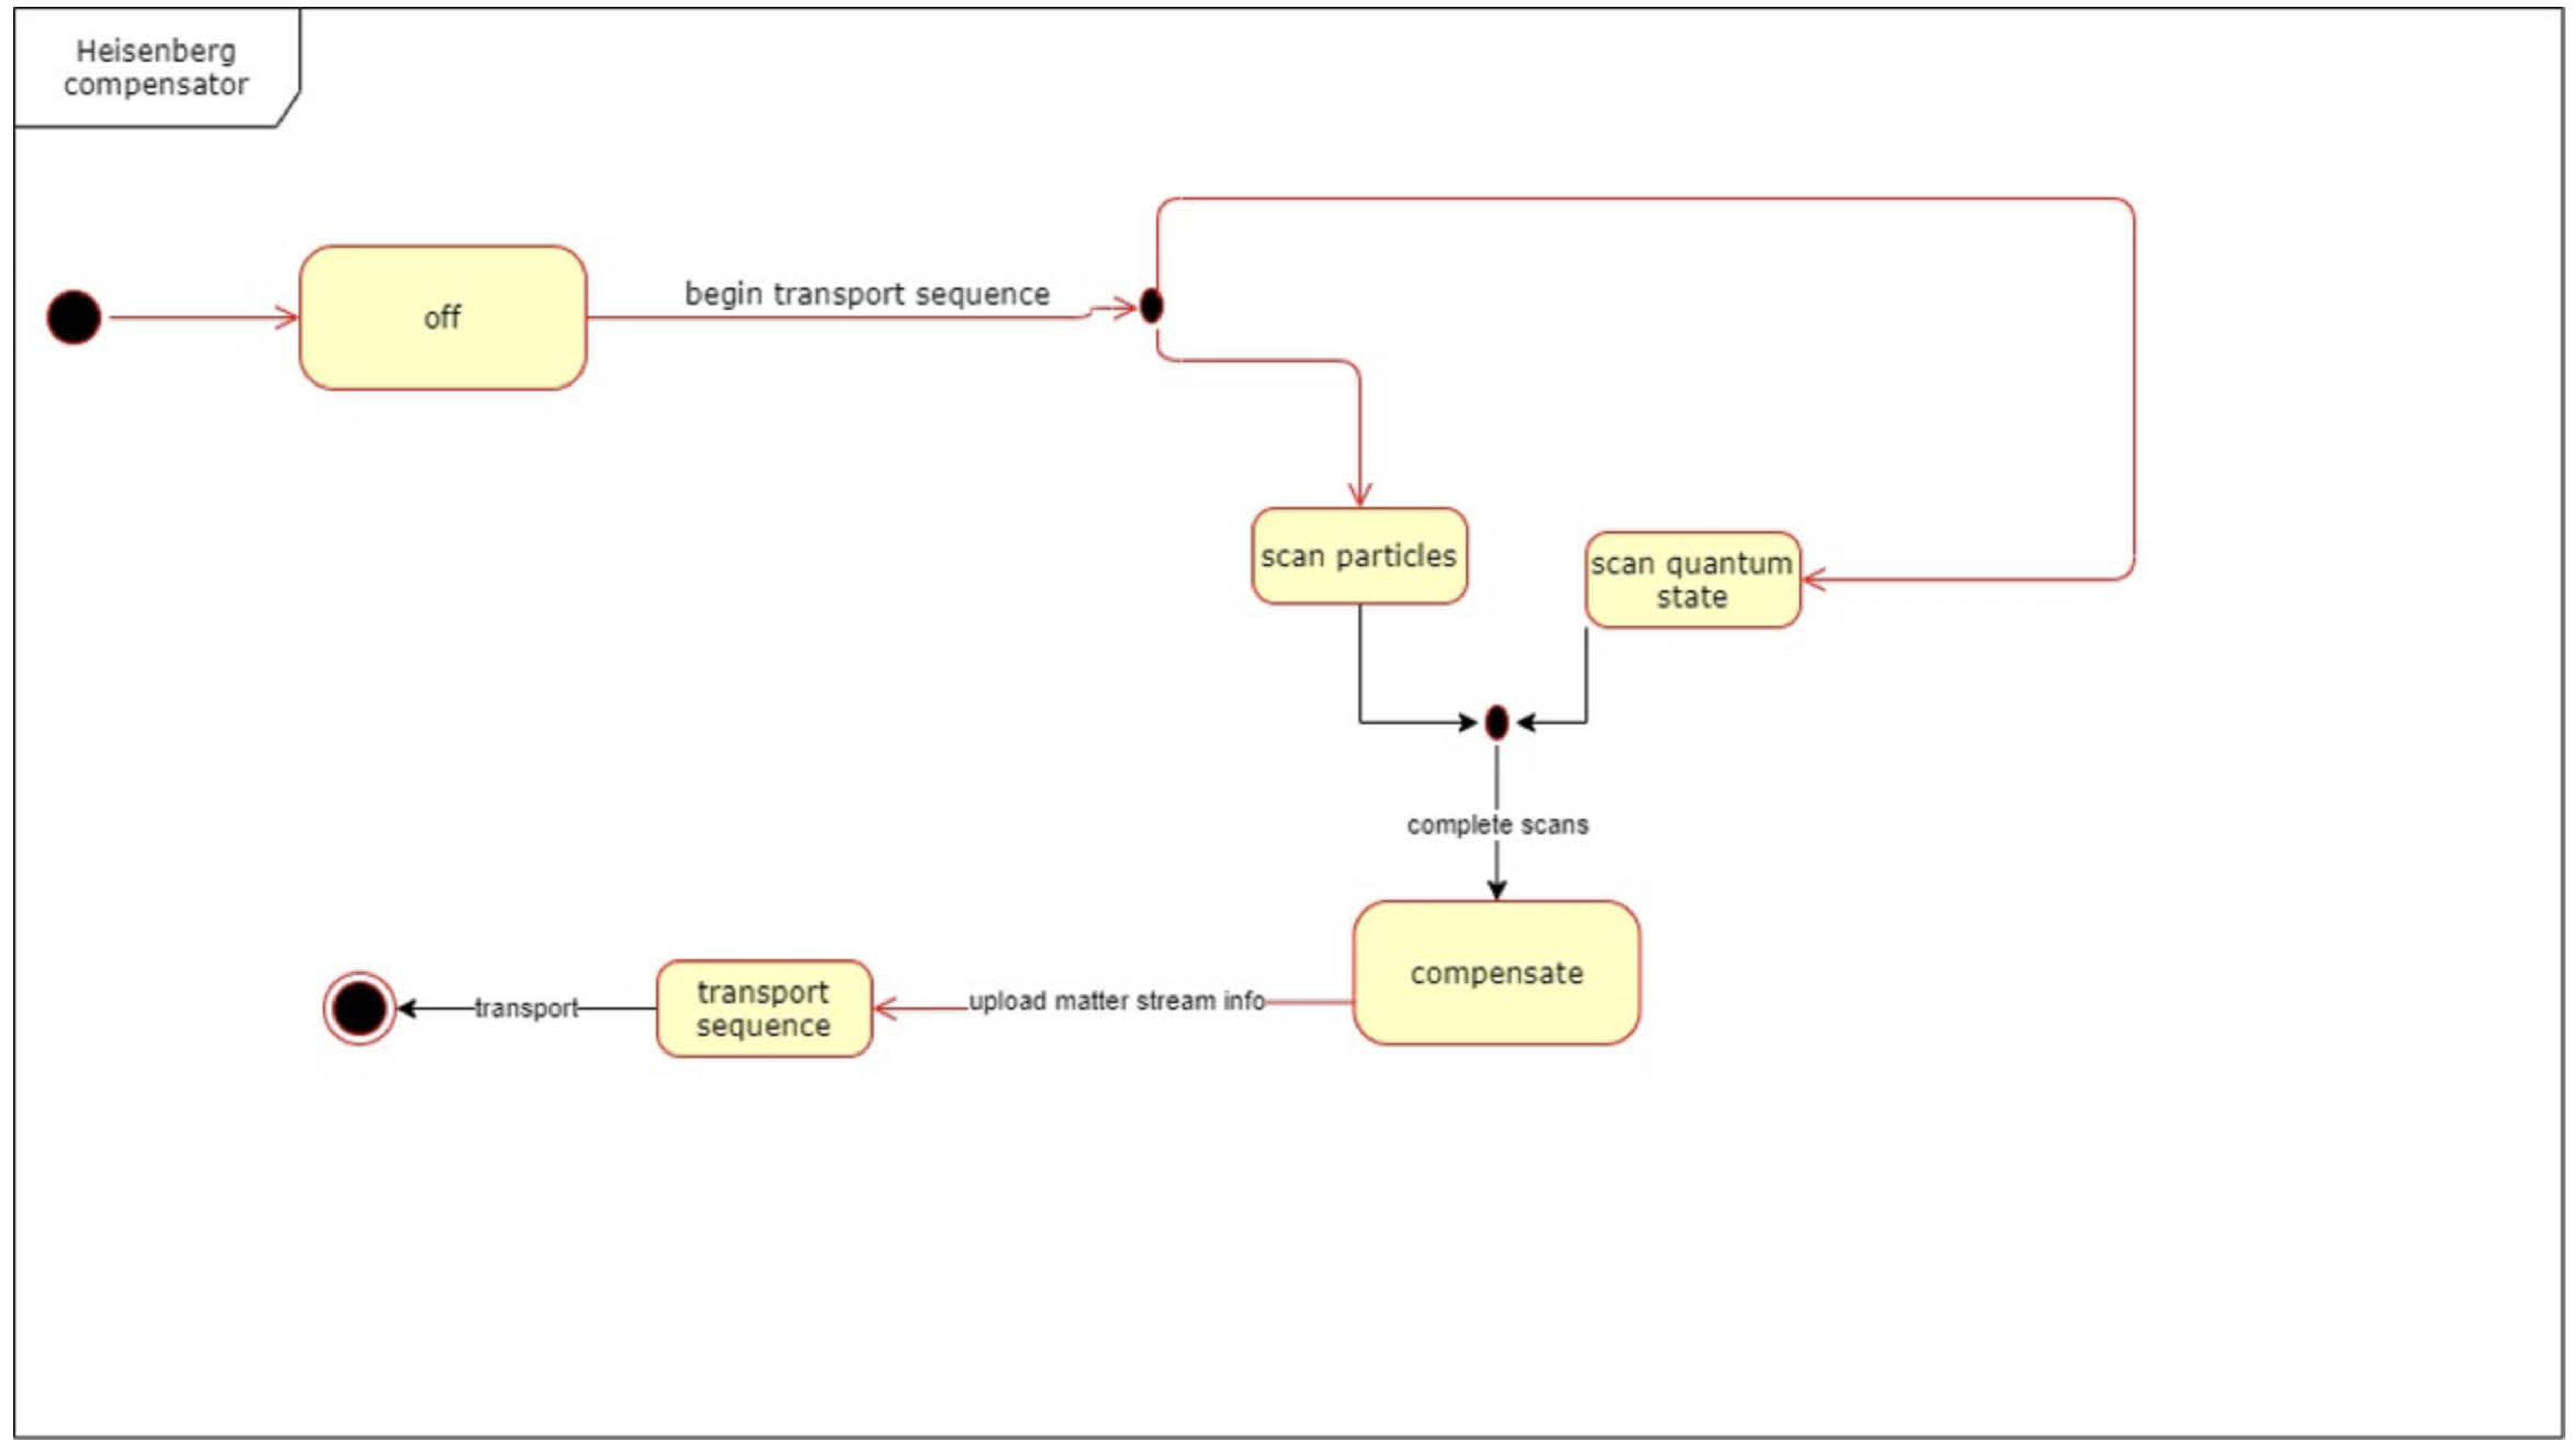 Heisenberg
compensator
begin transport sequence
off
scan particles
scan quantum
state
complete scans
compensate
upload matter stream info
transport
sequence
transport